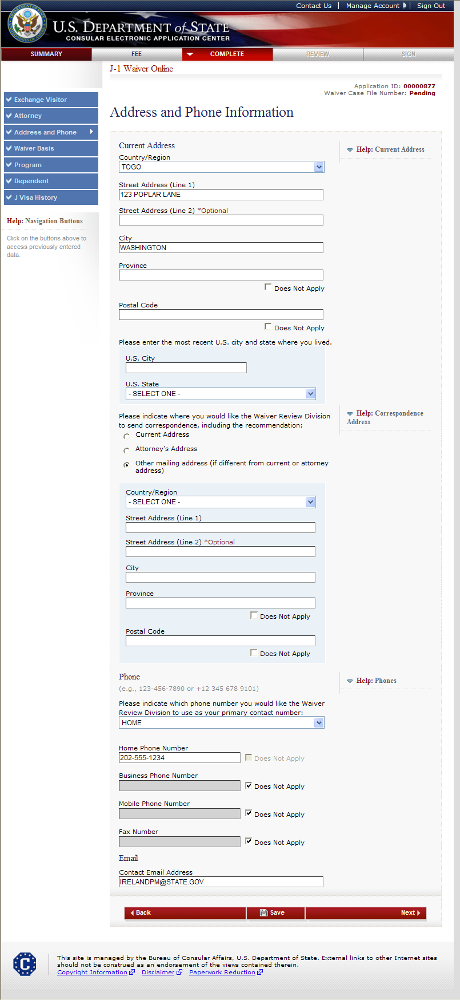 Contact Us | Manage Account | Sign Out
U.S. DEPARTMENT of STATE
CONSULAR ELECTRONIC APPLICATION CENTER
SUMMARY FEE COMPLETE REVIEW SIGN
J-1 Waiver Online
Application ID: 00000877
Waiver Case File Number: Pending
Exchange Visitor
Attorney
Address and Phone
Waiver Basis
Program
Dependent
J Visa History
Help: Navigation Buttons
Click on the buttons above to
access previously entered
data.
Address and Phone Information
Current Address
Help: Current Address
Country/Region
TOGO
Street Address (Line 1)
123 POPLAR LANE
Street Address (Line 2) *Optional
City
WASHINGTON
Province
Does Not Apply
Postal Code
Does Not Apply
Please enter the most recent U.S. city and state where you lived.
U.S. City
U.S. State
- SELECT ONE -
Please indicate where you would like the Waiver Review Division
to send correspondence, including the recommendation:
Help: Correspondence
Address
Current Address
Attorney's Address
Other mailing address (if different from current or attorney
address)
Country/Region
- SELECT ONE -
Street Address (Line 1)
Street Address (Line 2) *Optional
City
Province
Does Not Apply
Postal Code
Does Not Apply
Phone
Help: Phones
(e.g., 123-456-7890 or +12 345 678 9101)
Please indicate which phone number you would like the Waiver
Review Division to use as your primary contact number:
HOME
Home Phone Number
202-555-1234 Does Not Apply
Business Phone Number
Does Not Apply
Mobile Phone Number
Does Not Apply
Fax Number
Does Not Apply
Email
Contact Email Address
IRELANDPM@STATE.GOV
Back Save Next
C
This site is managed by the Bureau of Consular Affairs, U.S. Department of State. External links to other Internet sites
should not be construed as an endorsement of the views contained therein.
Copyright Information Disclaimer Paperwork Reduction